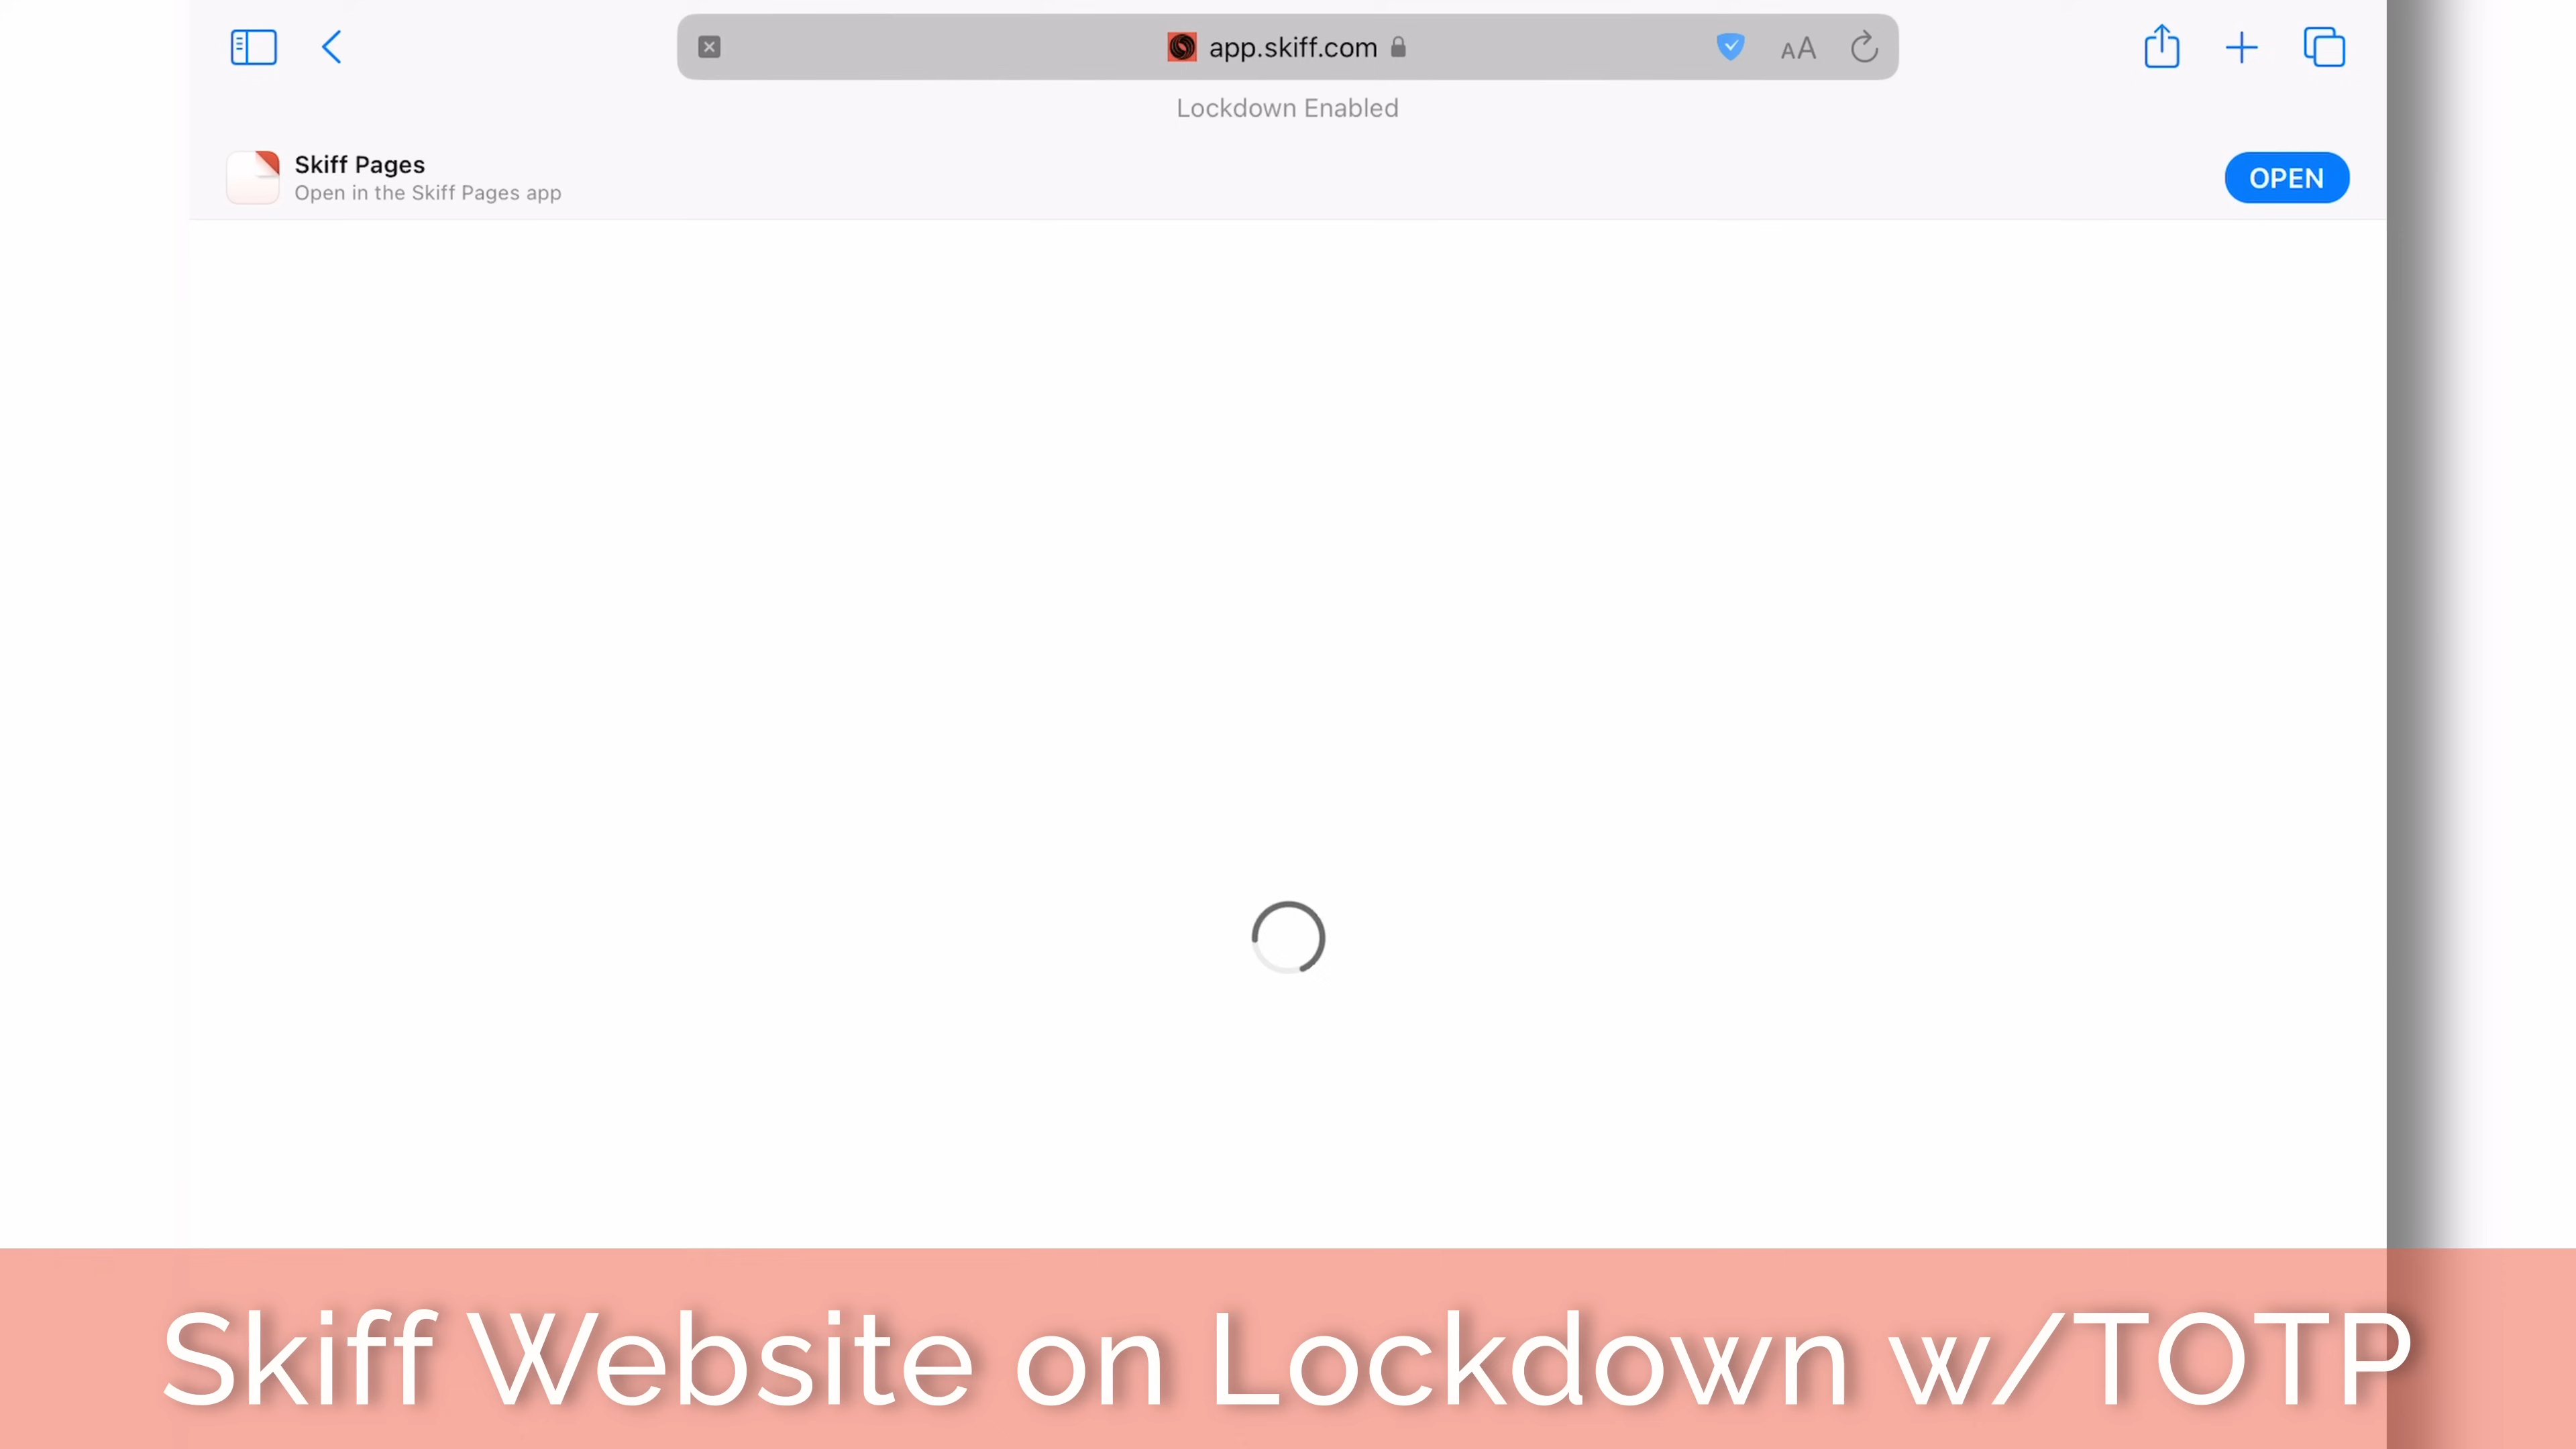 app.skiff.com
AA
Lockdown Enabled
Skiff Pages
Open in the Skiff Pages app
OPEN
Skiff Website on Lockdown w/TOTP